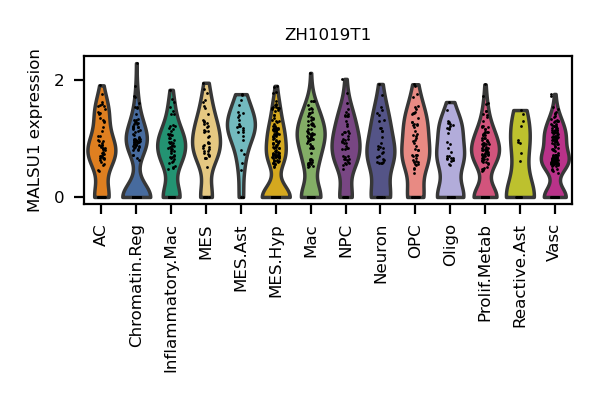 ZH1019T1
MALSU1 expression
2
0
AC
Chromatin.Reg
Inflammatory.Mac
MES
MES.Ast
MES.Hyp
Mac
NPC
Neuron
OPC
Oligo
Prolif.Metab
Reactive.Ast
Vasc